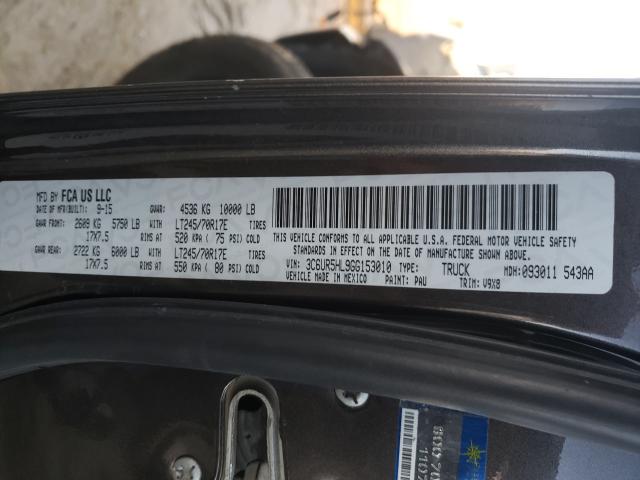 MFD BY FCA US LLC
DATE OF MFR(BUILT): 9-15 GVWR: 4536 KG 10000 LB
GAWR FRONT: 2609 KG 5750 LB WITH LT245/70R17E TIRES
17X7.5 RIMS AT 520 KPA ( 75 PSI) COLD
GAWR REAR: 2722 KG 6000 LB WITH LT245/70R17E TIRES
17X7.5 RIMS AT 550 KPA ( 80 PSI) COLD
THIS VEHICLE CONFORMS TO ALL APPLICABLE U.S.A. FEDERAL MOTOR VEHICLE SAFETY
STANDARDS IN EFFECT ON THE DATE OF MANUFACTURE SHOWN ABOVE.
VIN: 3C6UR5HL9GG153010 TYPE: TRUCK MDH: 093011 543AA
VEHICLE MADE IN MEXICO PAINT: PAU TRIM: V9X8